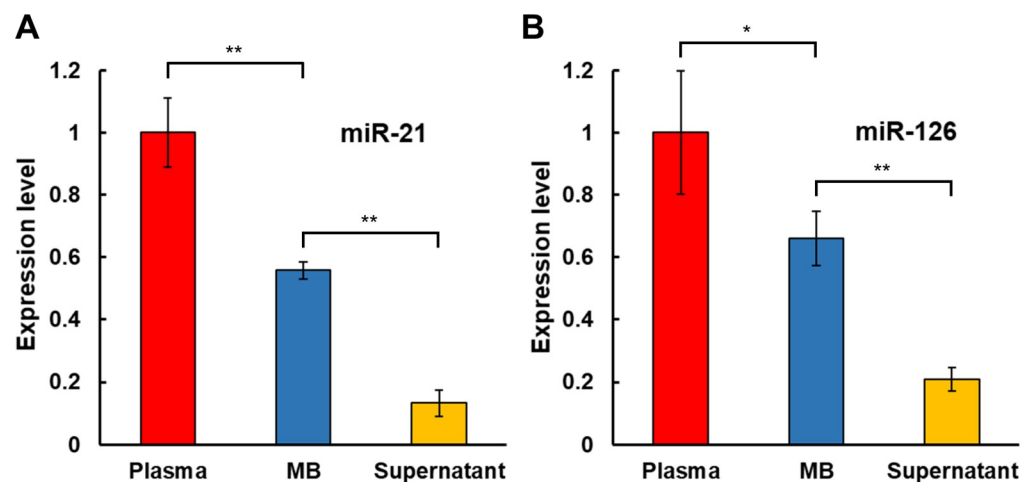 A
**
1.2
1
0.8
0.6
0.4
0.2
0
Expression level
miR-21
**
Plasma MB Supernatant
B
*
1.2
1
0.8
0.6
0.4
0.2
0
Expression level
miR-126
**
Plasma MB Supernatant